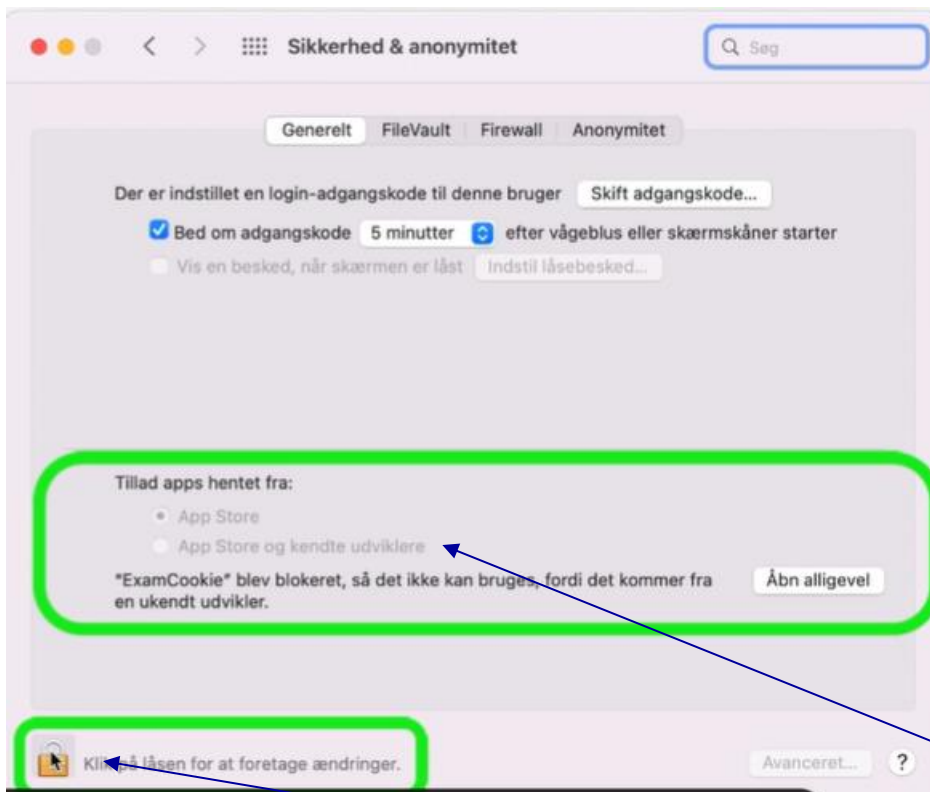 Sikkerhed & anonymitet
Søg
Generelt FileVault Firewall Anonymitet
Der er indstillet en login-adgangskode til denne bruger Skift adgangskode...
Bed om adgangskode 5 minutter efter vågeblus eller skærmskåner starter
Vis en besked, når skærmen er låst Indstil låsebesked...
Tillad apps hentet fra:
App Store
App Store og kendte udviklere
"ExamCookie" blev blokeret, så det ikke kan bruges, fordi det kommer fra Åbn alligevel
en ukendt udvikler.
Klik på låsen for at foretage ændringer. Avanceret... ?